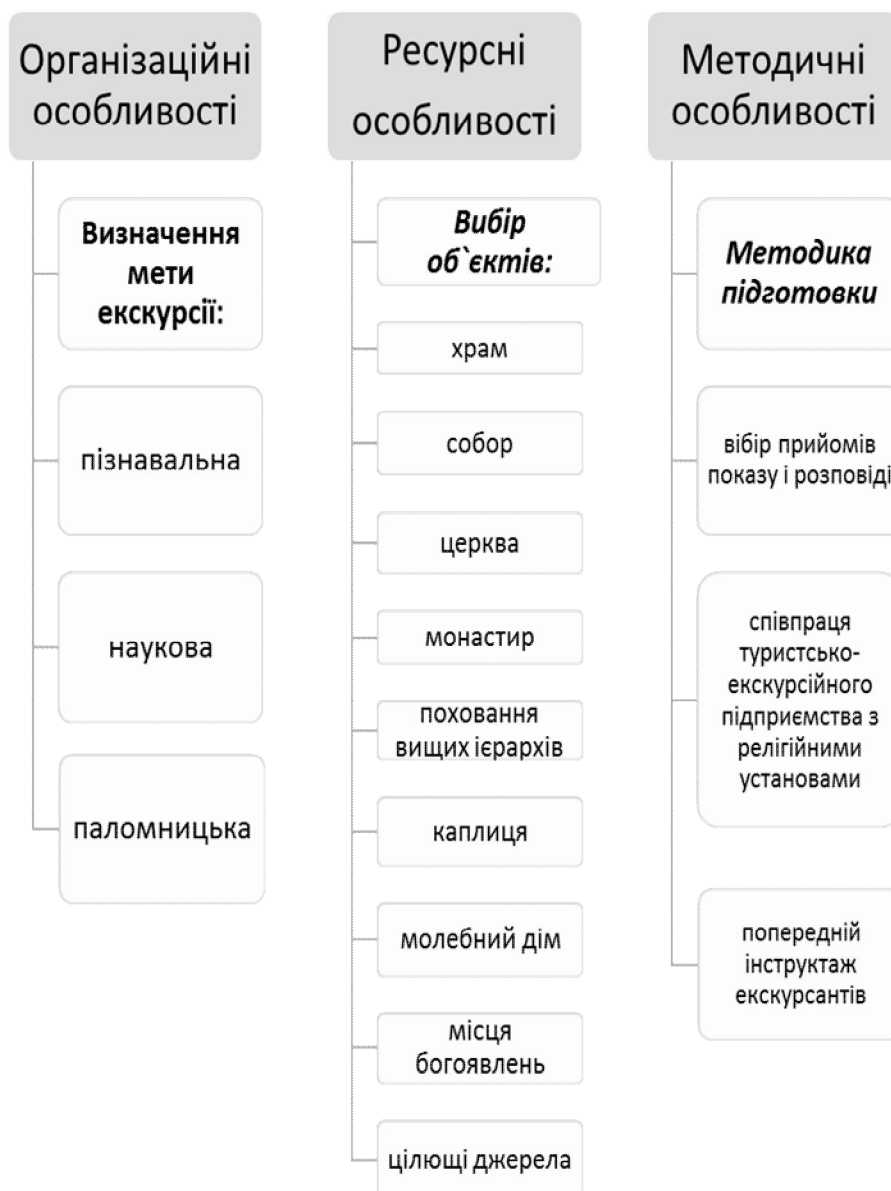 Організаційні
особливості
Визначення
мети
екскурсії:
пізнавальна
наукова
паломницька
Ресурсні
особливості
Вибір
об`єктів:
храм
собор
церква
монастир
поховання
вищих ієрархів
каплиця
молебний дім
місця
богоявлень
цілющі джерела
Методичні
особливості
Методика
підготовки
вібір прийомів
показу і розповіді
співпраця
туристсько-
екскурсійного
підприємства з
релігійними
установами
попередній
інструктаж
екскурсантів